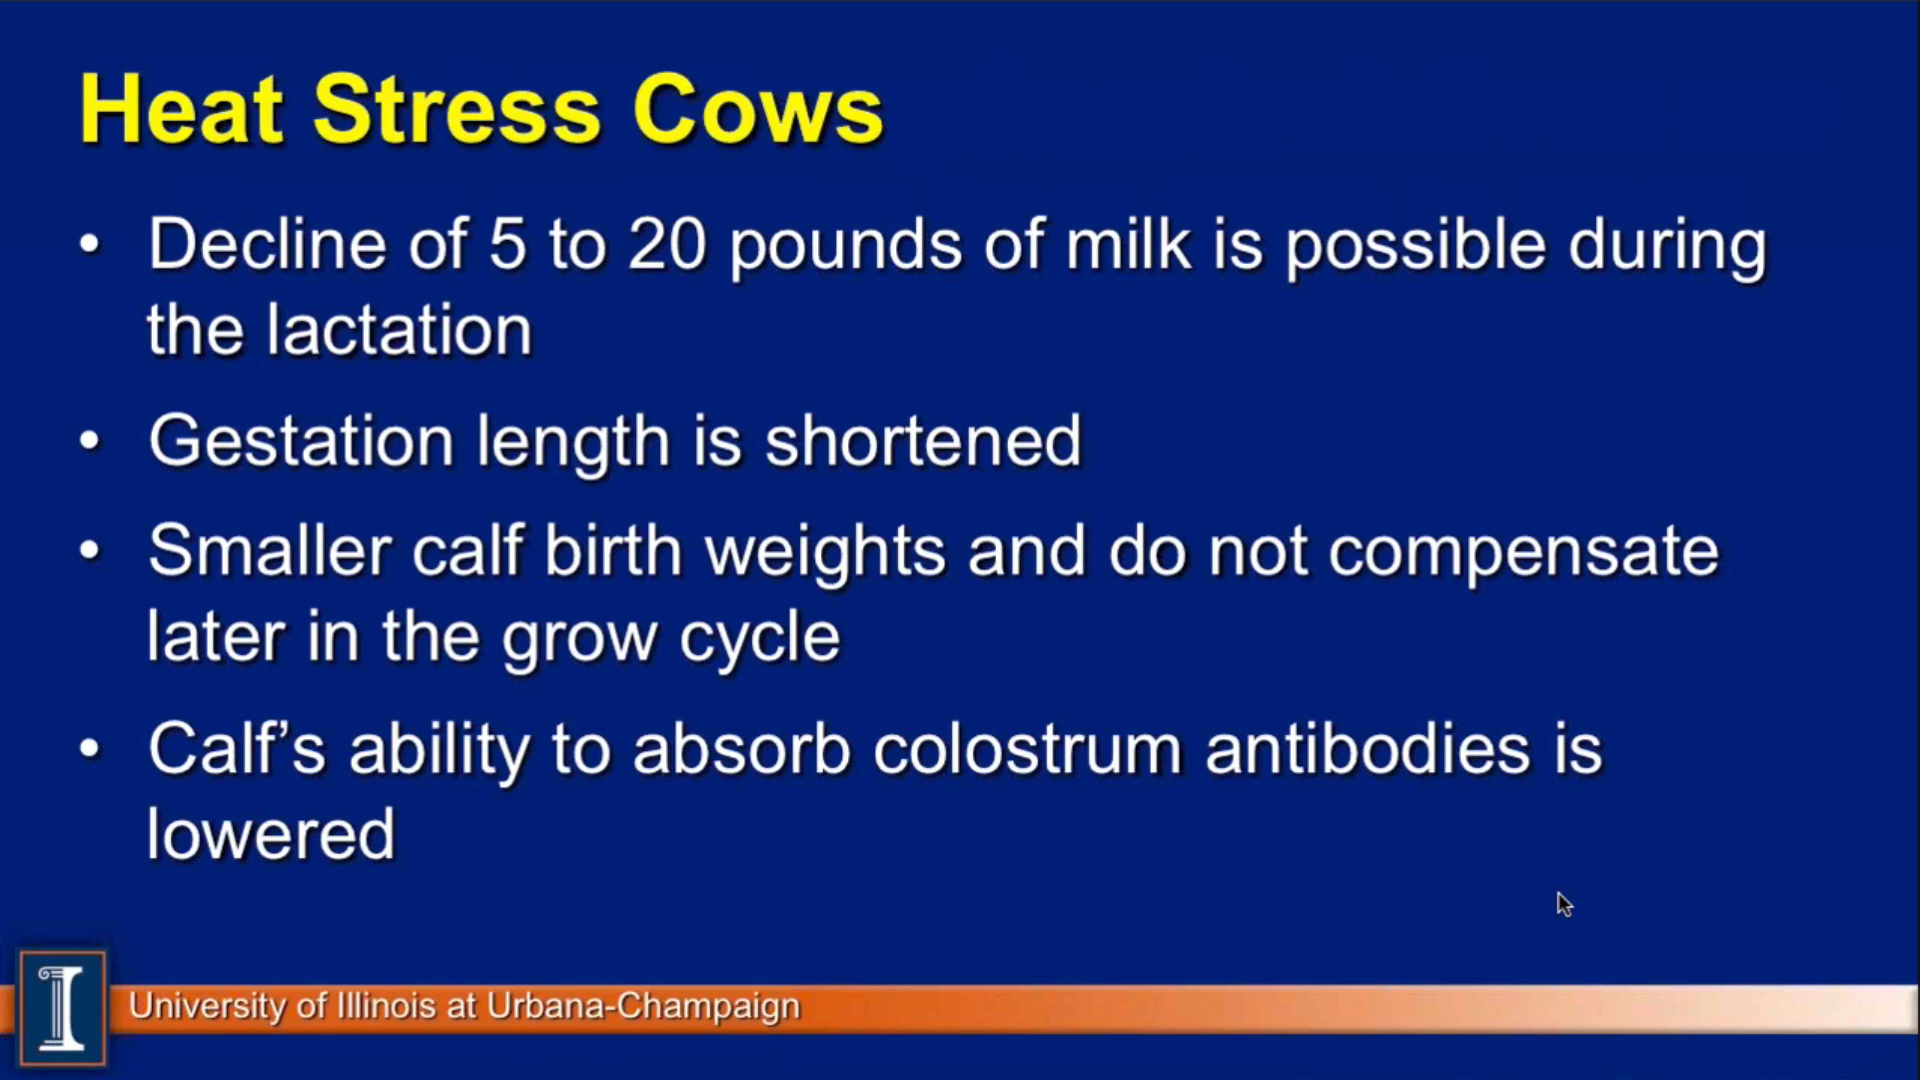 Heat Stress Cows
• Decline of 5 to 20 pounds of milk is possible during
the lactation
• Gestation length is shortened
• Smaller calf birth weights and do not compensate
later in the grow cycle
• Calf’s ability to absorb colostrum antibodies is
lowered
University of Illinois at Urbana-Champaign